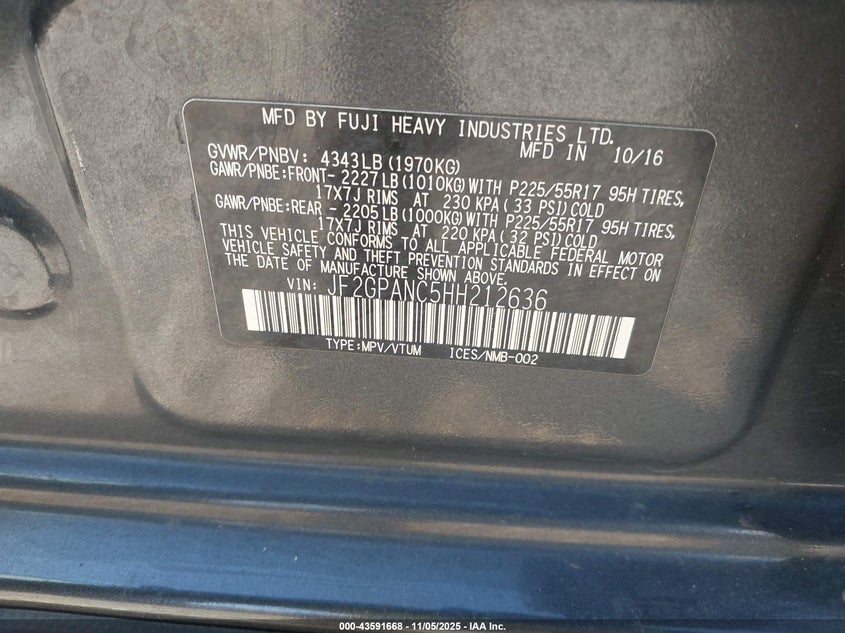 MFD BY FUJI HEAVY INDUSTRIES LTD.
MFD IN 10/16
GVWR/PNBV: 4343LB(1970KG)
GAWR/PNBE:FRONT- 2227LB(1010KG)WITH P225/55R17 95H TIRES,
17X7J RIMS AT 230 KPA(33 PSI)COLD
GAWR/PNBE:REAR - 2205LB(1000KG)WITH P225/55R17 95H TIRES,
17X7J RIMS AT 220 KPA(32 PSI)COLD
THIS VEHICLE CONFORMS TO ALL APPLICABLE FEDERAL MOTOR
VEHICLE SAFETY AND THEFT PREVENTION STANDARDS IN EFFECT ON
THE DATE OF MANUFACTURE SHOWN ABOVE.
VIN: JF2GPANC5HH212636
TYPE:MPV/VTUM ICES/NMB-002
000-43591668 - 11/05/2025 - IAA Inc.